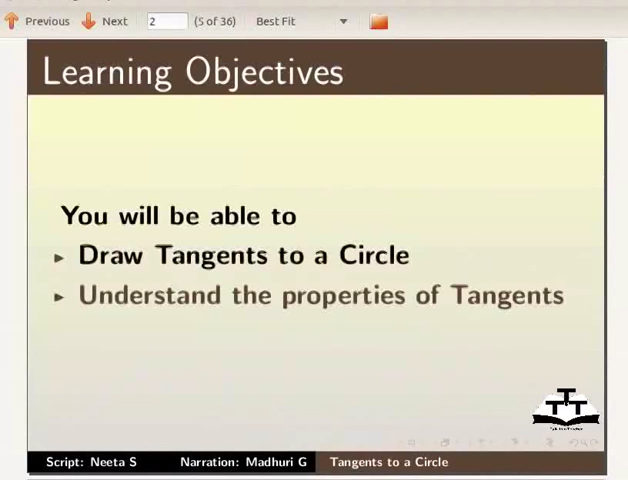 Previous Next 2 (5 of 36) Best Fit
Learning Objectives
You will be able to
Draw Tangents to a Circle
Understand the properties of Tangents
TTT
Script: Neeta S Narration: Madhuri G Tangents to a Circle